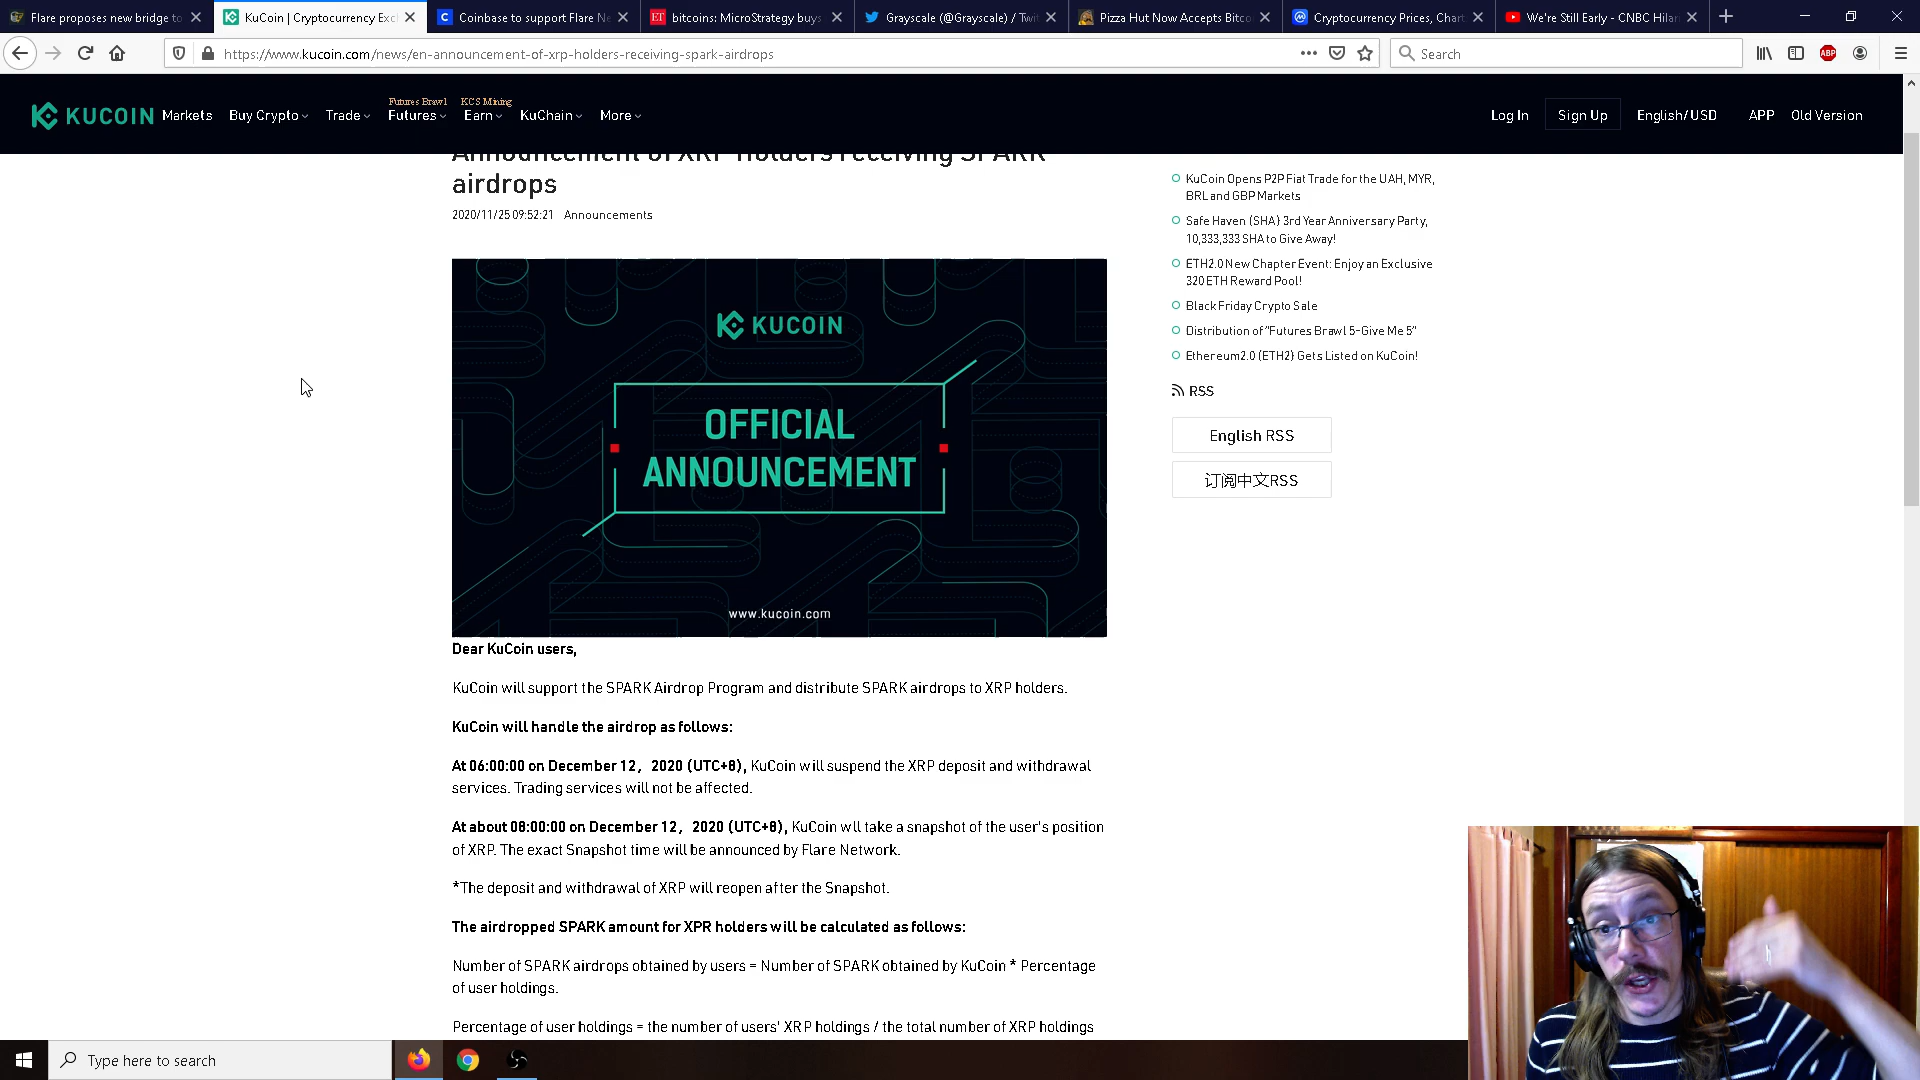 Flare proposes new bridge to
KuCoin | Cryptocurrency Exc
Coinbase to support Flare Ne
bitcoins: MicroStrategy buys
Grayscale (@Grayscale) / Twit
Pizza Hut Now Accepts Bitco
Cryptocurrency Prices, Chart
We're Still Early - CNBC Hilar
https://www.kucoin.com/news/en-announcement-of-xrp-holders-receiving-spark-airdrops
Search
ABP
Futures Brawl KCS Mining
KUCOIN Markets Buy Crypto Trade Futures Earn KuChain More
Log In Sign Up English/USD APP Old Version
Announcement of XRP Holders receiving SPARK
airdrops
2020/11/25 09:52:21 Announcements
KUCOIN
OFFICIAL
ANNOUNCEMENT
www.kucoin.com
Dear KuCoin users,
KuCoin will support the SPARK Airdrop Program and distribute SPARK airdrops to XRP holders.
KuCoin will handle the airdrop as follows:
At 06:00:00 on December 12, 2020 (UTC+8), KuCoin will suspend the XRP deposit and withdrawal
services. Trading services will not be affected.
At about 08:00:00 on December 12, 2020 (UTC+8), KuCoin will take a snapshot of the user's position
of XRP. The exact Snapshot time will be announced by Flare Network.
*The deposit and withdrawal of XRP will reopen after the Snapshot.
The airdropped SPARK amount for XPR holders will be calculated as follows:
Number of SPARK airdrops obtained by users = Number of SPARK obtained by KuCoin * Percentage
of user holdings.
Percentage of user holdings = the number of users' XRP holdings / the total number of XRP holdings
KuCoin Opens P2P Fiat Trade for the UAH, MYR,
BRL and GBP Markets
Safe Haven (SHA) 3rd Year Anniversary Party,
10,333,333 SHA to Give Away!
ETH2.0 New Chapter Event: Enjoy an Exclusive
320 ETH Reward Pool!
Black Friday Crypto Sale
Distribution of "Futures Brawl 5-Give Me 5"
Ethereum2.0 (ETH2) Gets Listed on KuCoin!
RSS
English RSS
订阅中文RSS
Type here to search